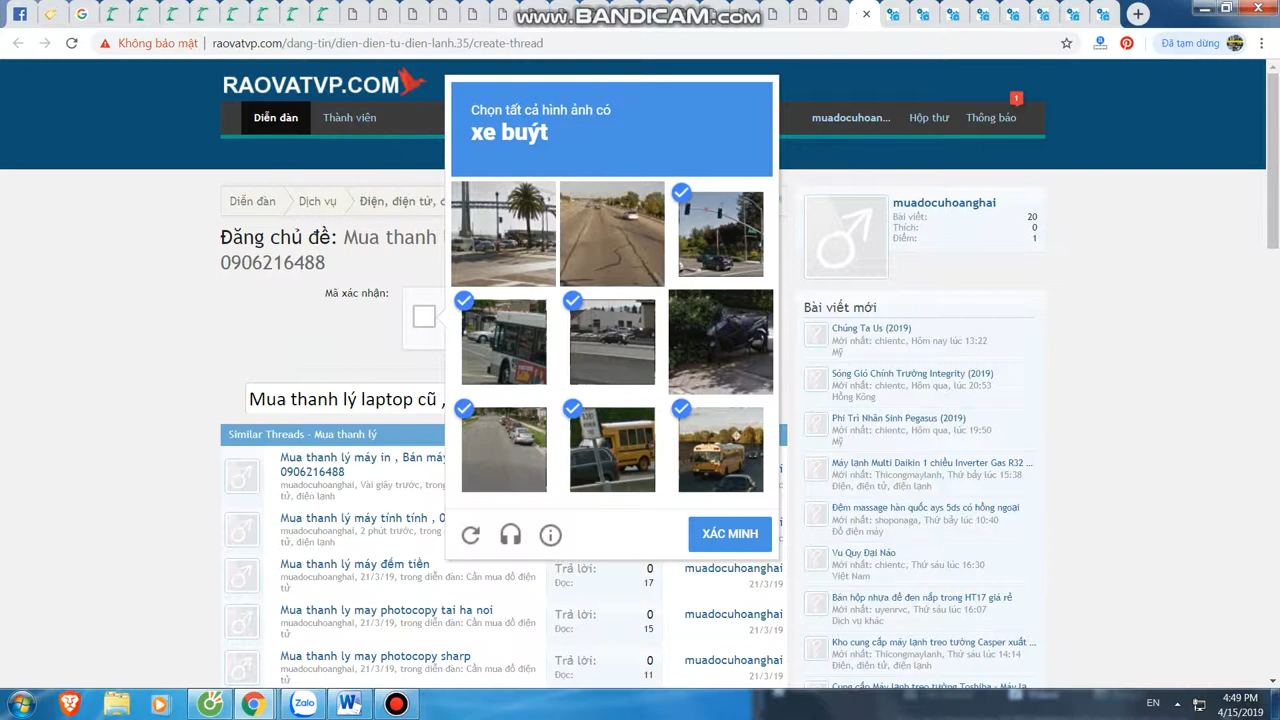 WWW.BANDICAM.COM
Không bảo mật
raovatvp.com/dang-tin/dien-dien-tu-dienlanh.35/create-thread
Đã tạm dừng
RAOVATVP.COM
Diễn đàn
Thành viên
muadocuhoan...
Hộp thư
Thông báo
1
Chọn tất cả hình ảnh có
xe buýt
XÁC MINH
Diễn đàn
Dịch vụ
Điện, điện tử, đ
Đăng chủ đề: Mua thanh l
0906216488
Mã xác nhận:
Mua thanh lý laptop cũ ,
Similar Threads - Mua thanh lý
Mua thanh lý máy in , Bán máy
0906216488
muadocuhoanghai, Vài giây trước,
tử, điện lạnh
Mua thanh lý máy tính tính , 0
muadocuhoanghai, 2 phút trước,
tử, điện lạnh
Mua thanh lý máy đếm tiền
muadocuhoanghai, 21/3/19, trong diễn đàn: Cần mua đồ điện
tử
Trả lời: 0
Đọc: 17
muadocuhoanghai
21/3/19
Mua thanh ly may photocopy tai ha noi
muadocuhoanghai, 21/3/19, trong diễn đàn: Cần mua đồ điện
tử
Trả lời: 0
Đọc: 15
muadocuhoanghai
21/3/19
Mua thanh ly may photocopy sharp
muadocuhoanghai, 21/3/19, trong diễn đàn: Cần mua đồ điện
tử
Trả lời: 0
Đọc: 11
muadocuhoanghai
21/3/19
muadocuhoanghai
Bài viết: 20
Thích: 0
Điểm: 1
Bài viết mới
Chúng Ta Us (2019)
Mới nhất: chientc, Hôm nay lúc 13:22
Mỹ
Sóng Gió Chính Trường Integrity (2019)
Mới nhất: chientc, Hôm qua, lúc 20:53
Hồng Kông
Phi Trì Nhân Sinh Pegasus (2019)
Mới nhất: chientc, Hôm qua, lúc 19:50
Mỹ
Máy lạnh Multi Daikin 1 chiều Inverter Gas R32 ...
Mới nhất: Thicongmaylanh, Thứ bảy lúc 15:38
Điện, điện tử, điện lạnh
Đệm massage hàn quốc ays 5ds có hồng ngoại
Mới nhất: shoponaga, Thứ bảy lúc 10:40
Đồ điện máy
Vu Quy Đại Náo
Mới nhất: chientc, Thứ sáu lúc 16:30
Việt Nam
Bán hộp nhựa để đen nắp trong HT17 giá rẻ
Mới nhất: uyenrvc, Thứ sáu lúc 16:07
Dịch vụ khác
Kho cung cấp máy lạnh treo tường Casper xuất ...
Mới nhất: Thicongmaylanh, Thứ sáu lúc 14:14
Điện, điện tử, điện lạnh
Cung cấp Máy lạnh treo tường Toshiba - Máy la
Zalo
EN
4:49 PM
4/15/2019